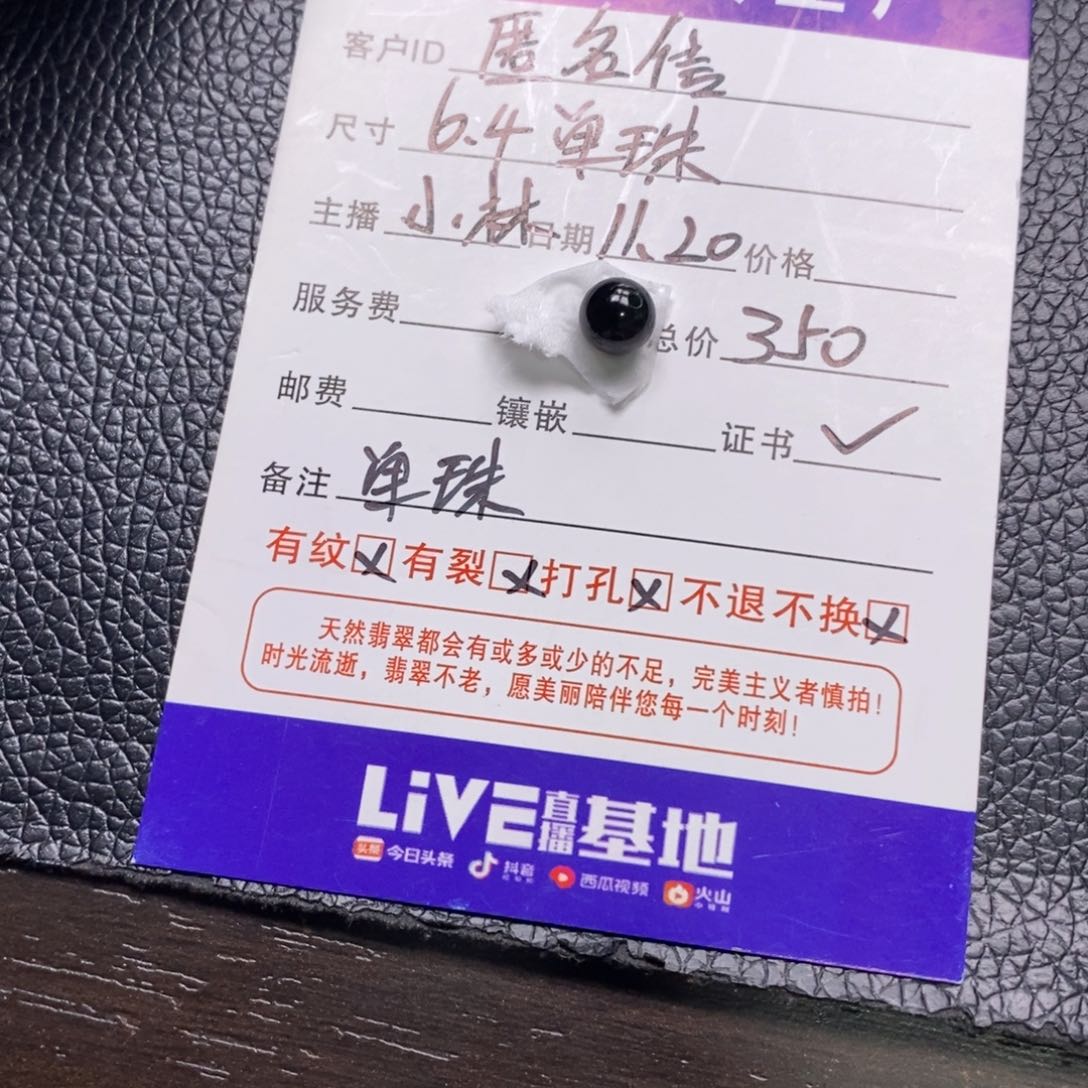 客户ID 匿名信
尺寸 6.4单珠
主播 小林 日期 11.20 价格
服务费 总价 350
邮费 镶嵌 证书 ✓
备注 单珠
有纹☒有裂☒打孔☒不退不换☒
天然翡翠都会有或多或少的不足，完美主义者慎拍！
时光流逝，翡翠不老，愿美丽陪伴您每一个时刻！
LiVE直播基地
头条 今日头条 抖音 西瓜视频 火山